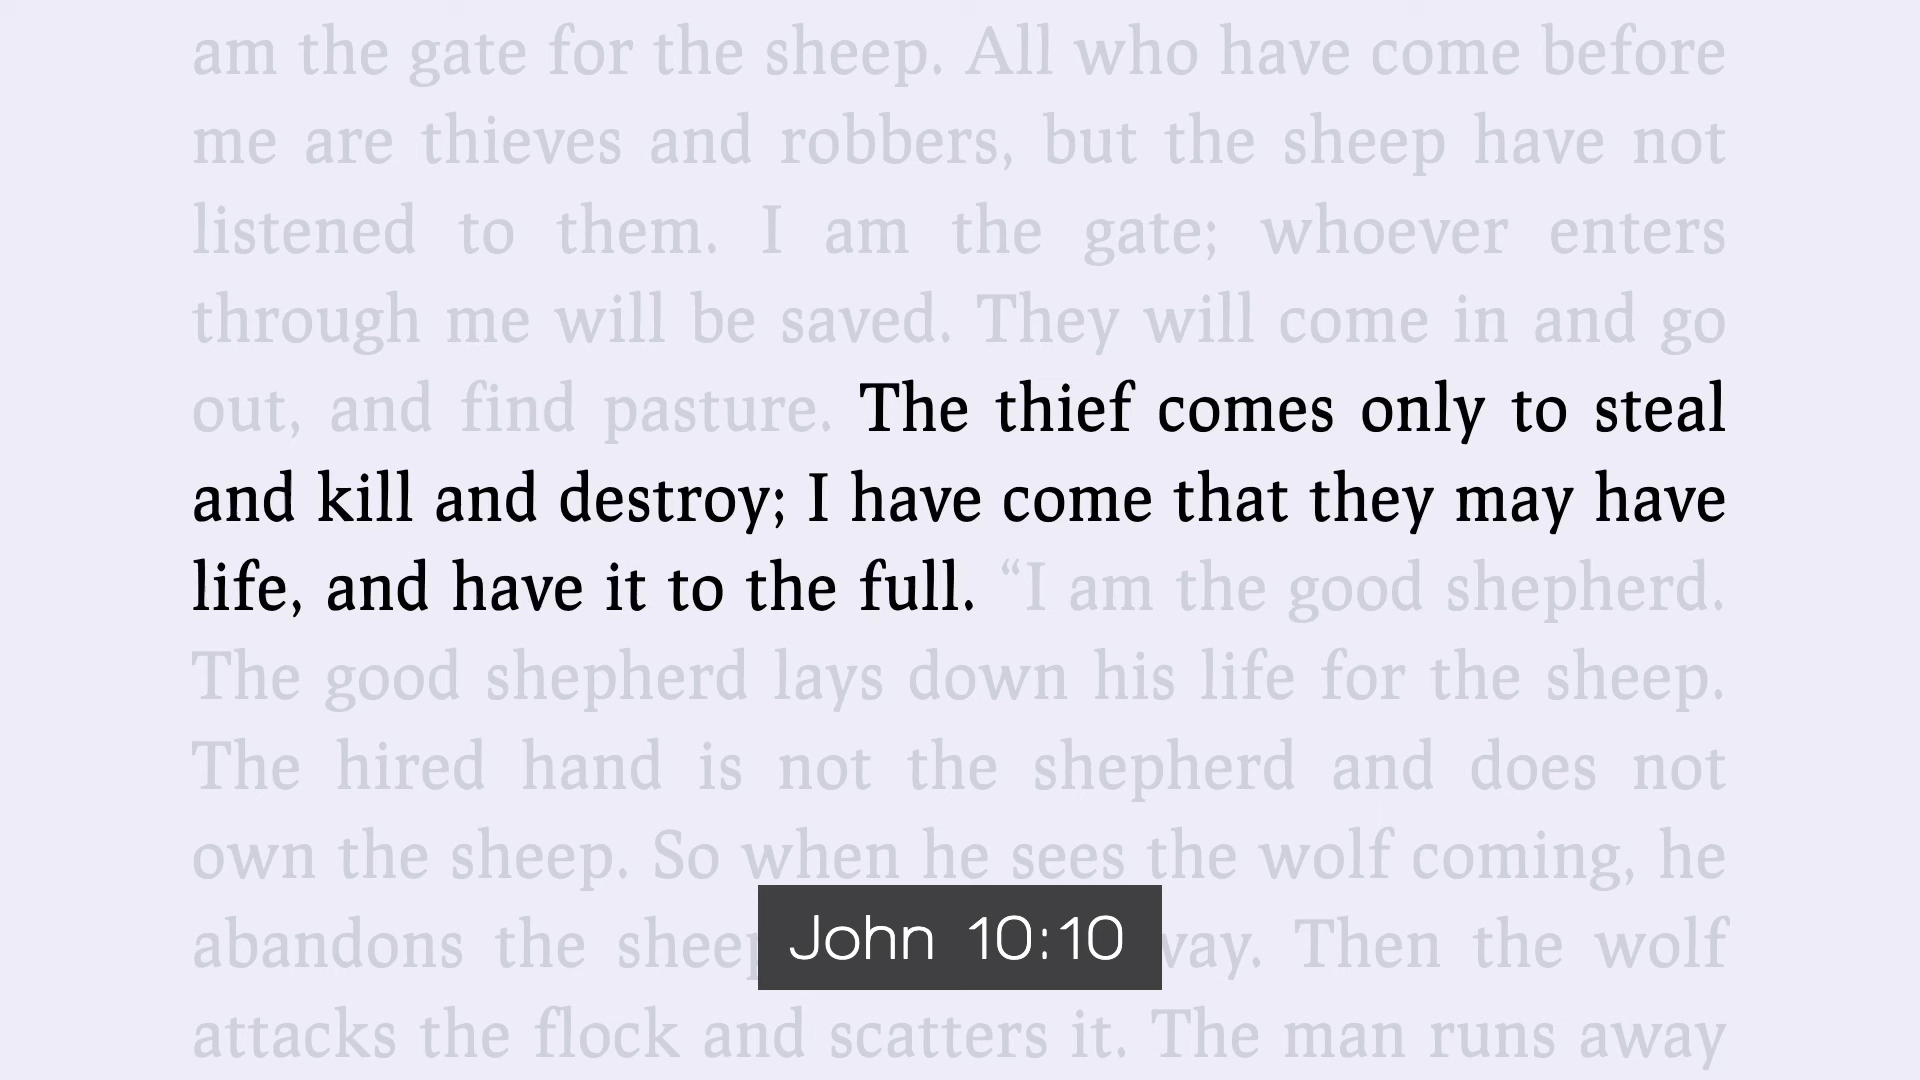 am the gate for the sheep. All who have come before
me are thieves and robbers, but the sheep have not
listened to them. I am the gate; whoever enters
through me will be saved. They will come in and go
out, and find pasture. The thief comes only to steal
and kill and destroy; I have come that they may have
life, and have it to the full. “I am the good shepherd.
The good shepherd lays down his life for the sheep.
The hired hand is not the shepherd and does not
own the sheep. So when he sees the wolf coming, he
abandons the Then the wolf
John 10:10
attacks the flock and scatters it. The man runs away